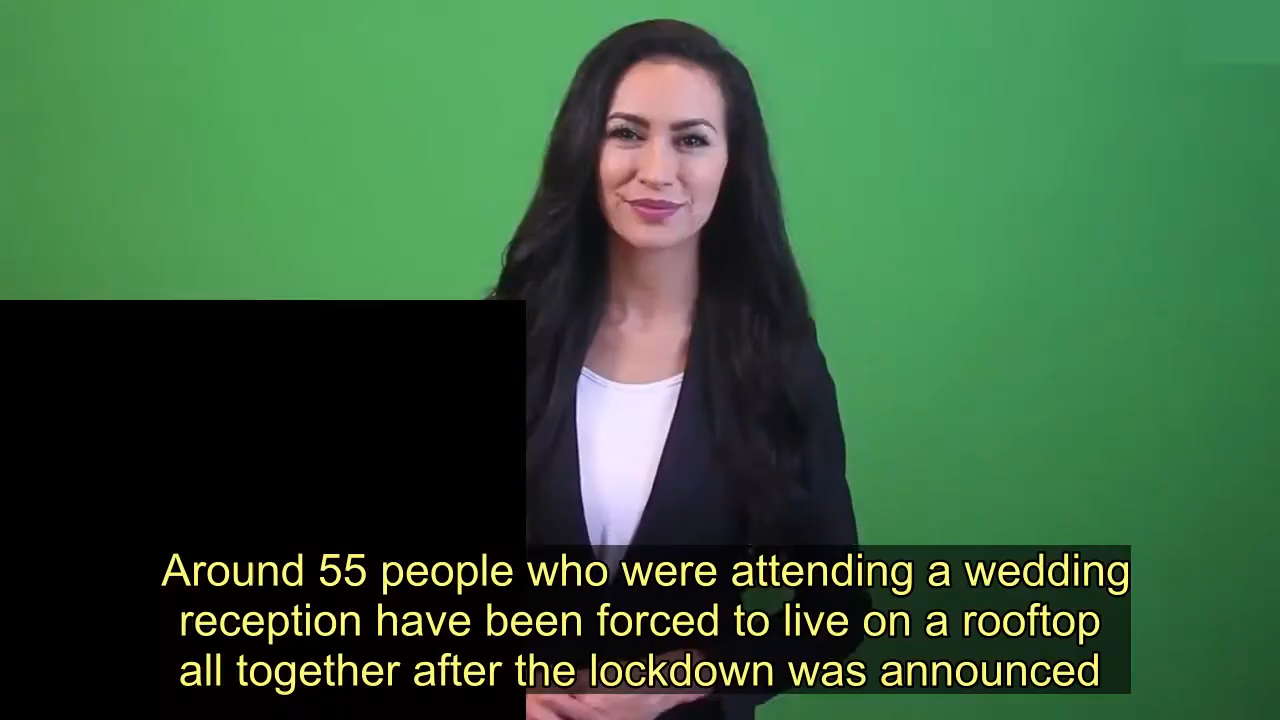 Around 55 people who were attending a wedding
reception have been forced to live on a rooftop
all together after the lockdown was announced